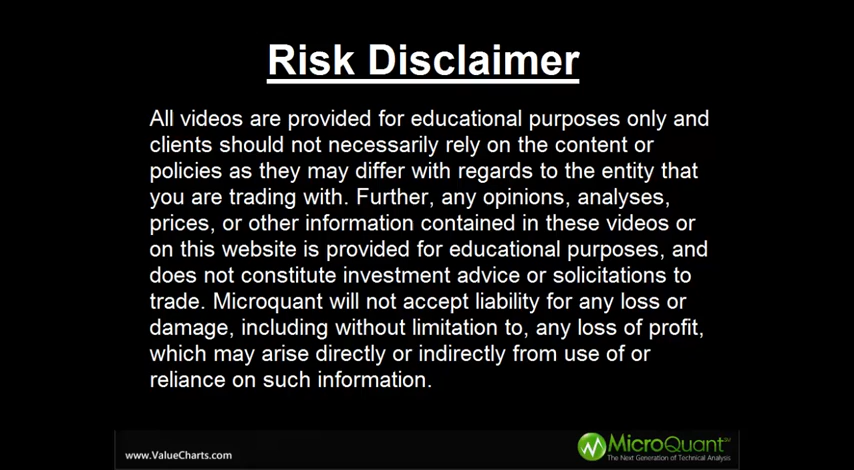 Risk Disclaimer
All videos are provided for educational purposes only and
clients should not necessarily rely on the content or
policies as they may differ with regards to the entity that
you are trading with. Further, any opinions, analyses,
prices, or other information contained in these videos or
on this website is provided for educational purposes, and
does not constitute investment advice or solicitations to
trade. Microquant will not accept liability for any loss or
damage, including without limitation to, any loss of profit,
which may arise directly or indirectly from use of or
reliance on such information.
www.ValueCharts.com
MicroQuant
The Next Generation of Technical Analysis